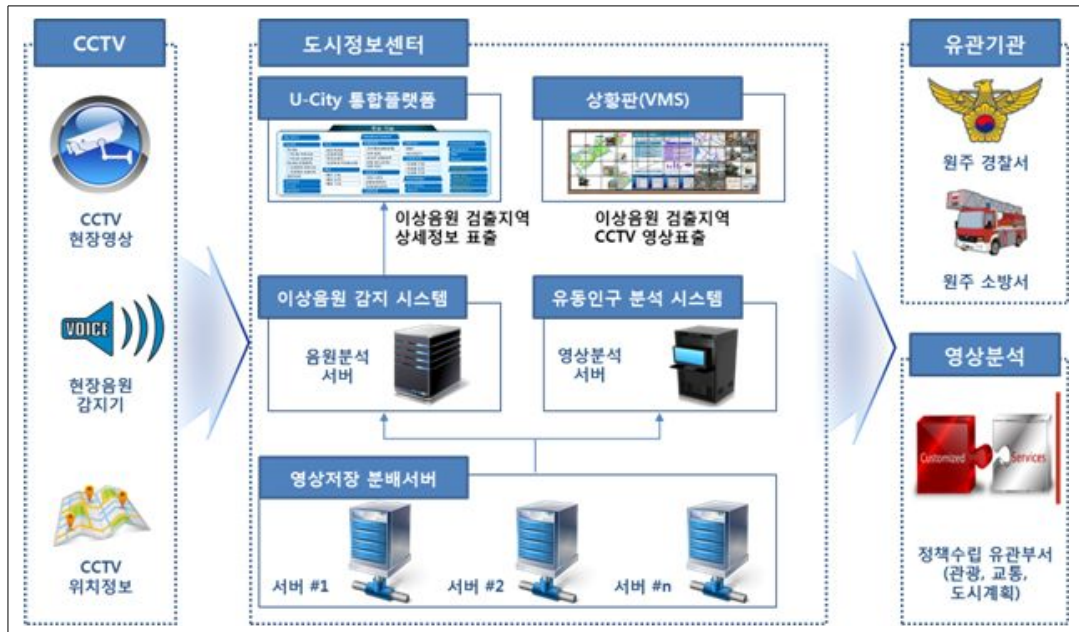 CCTV
CCTV
현장영상
VOICE
현장음원
감지기
CCTV
위치정보
도시정보센터
U-City 통합플랫폼
상황판(VMS)
이상음원 검출지역
상세정보 표출
이상음원 검출지역
CCTV 영상표출
이상음원 감지 시스템
음원분석
서버
유동인구 분석 시스템
영상분석
서버
영상저장 분배서버
서버 #1
서버 #2
서버 #n
유관기관
원주 경찰서
원주 소방서
영상분석
Customized
Services
정책수립 유관부서
(관광, 교통,
도시계획)